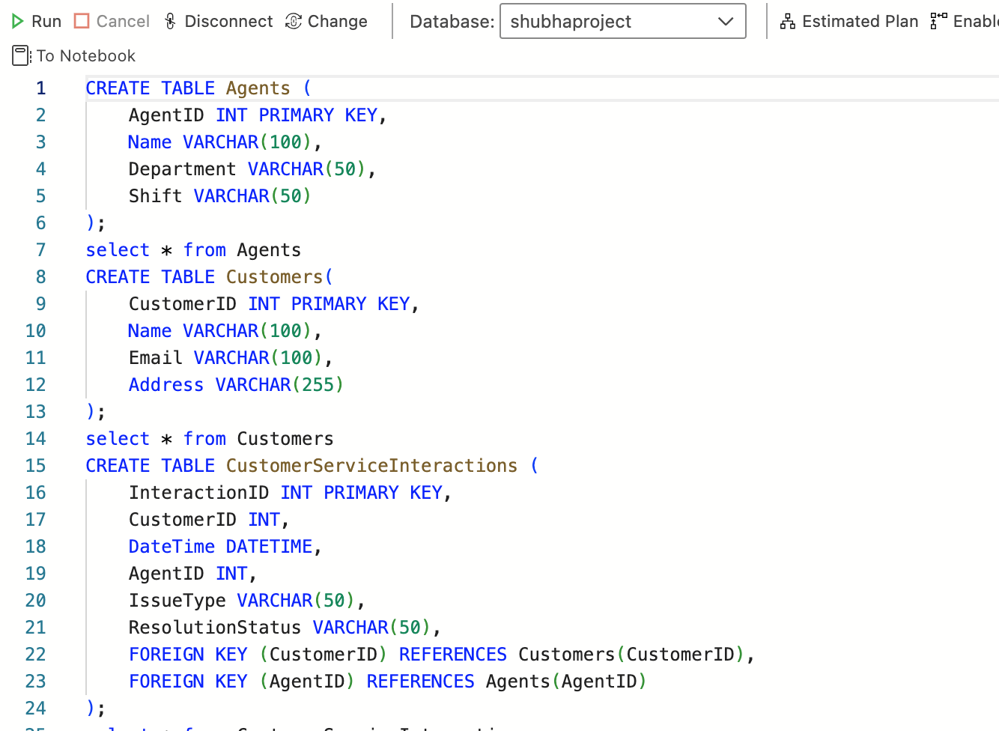 Run Cancel Disconnect Change Database: shubhaproject Estimated Plan
To Notebook
1 CREATE TABLE Agents (
2 AgentID INT PRIMARY KEY,
3 Name VARCHAR(100),
4 Department VARCHAR(50),
5 Shift VARCHAR(50)
6 );
7 select * from Agents
8 CREATE TABLE Customers(
9 CustomerID INT PRIMARY KEY,
10 Name VARCHAR(100),
11 Email VARCHAR(100),
12 Address VARCHAR(255)
13 );
14 select * from Customers
15 CREATE TABLE CustomerServiceInteractions (
16 InteractionID INT PRIMARY KEY,
17 CustomerID INT,
18 DateTime DATETIME,
19 AgentID INT,
20 IssueType VARCHAR(50),
21 ResolutionStatus VARCHAR(50),
22 FOREIGN KEY (CustomerID) REFERENCES Customers(CustomerID),
23 FOREIGN KEY (AgentID) REFERENCES Agents(AgentID)
24 );